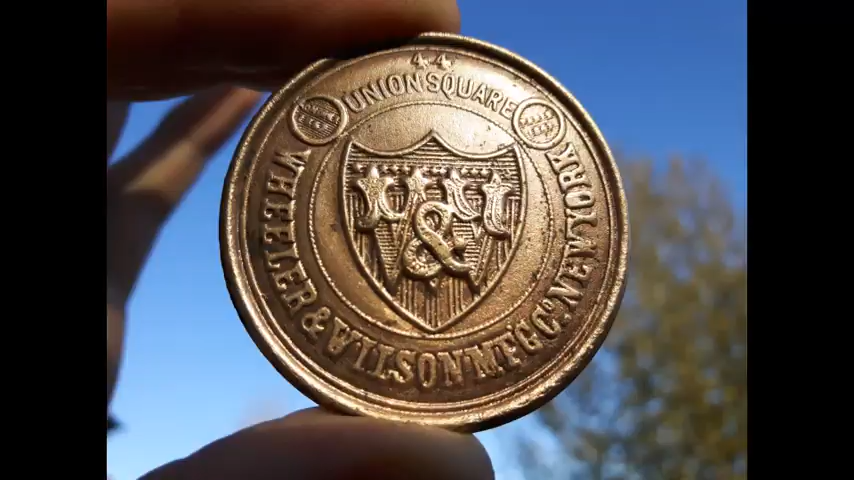 44
UNION SQUARE
WHEELER & WILSON MFG Cº. NEW YORK
W & W